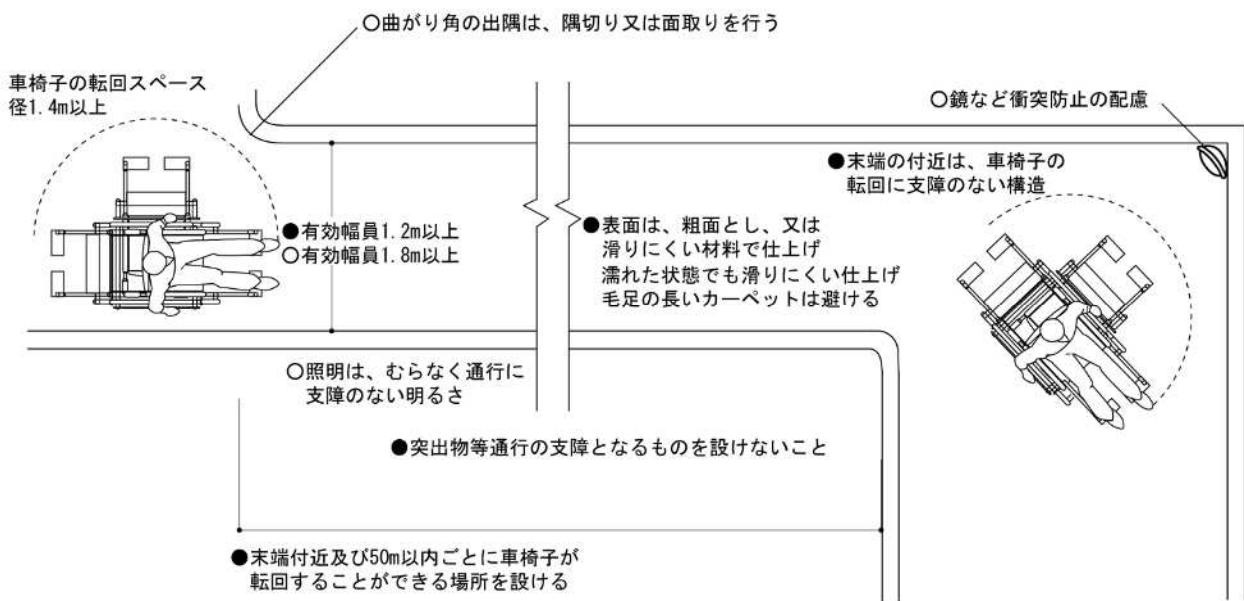 ○曲がり角の出隅は、隅切り又は面取りを行う
車椅子の転回スペース
径1.4m以上
○鏡など衝突防止の配慮
●末端の付近は、車椅子の
転回に支障のない構造
●有効幅員1.2m以上
○有効幅員1.8m以上
●表面は、粗面とし、又は
滑りにくい材料で仕上げ
濡れた状態でも滑りにくい仕上げ
毛足の長いカーペットは避ける
○照明は、むらなく通行に
支障のない明るさ
●突出物等通行の支障となるものを設けないこと
●末端付近及び50m以内ごとに車椅子が
転回することができる場所を設ける